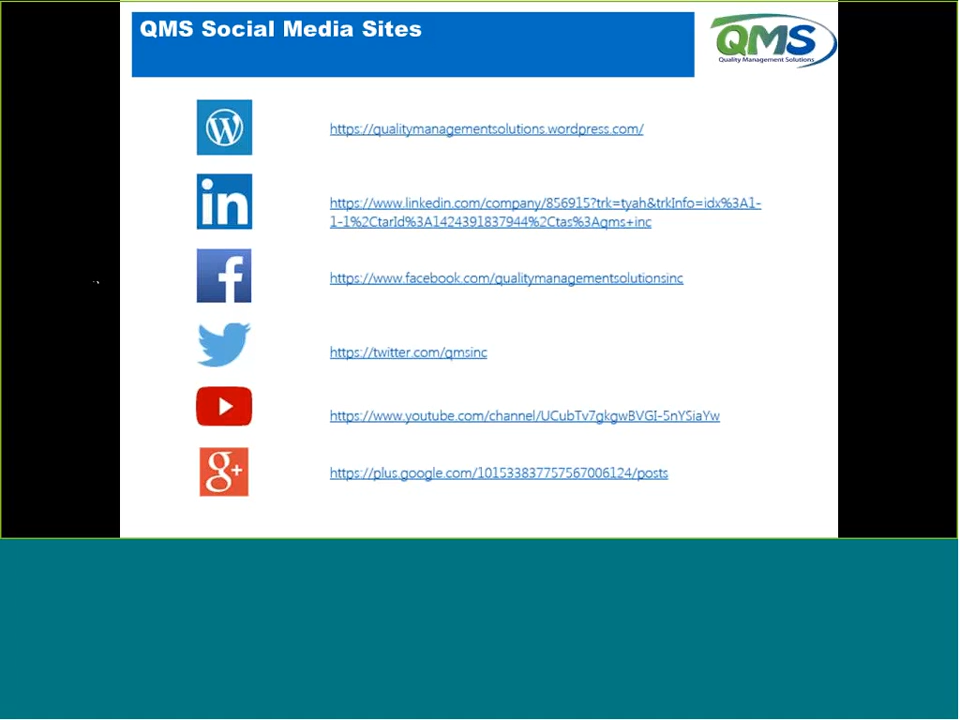 QMS Social Media Sites
QMS
Quality Management Solutions
https://qualitymanagementsolutions.wordpress.com/
in
https://www.linkedin.com/company/856915?trk=tyah&trkInfo=idx%3A1-
1-1%2CtarId%3A1424391837944%2Ctas%3Aqms+inc
f
https://www.facebook.com/qualitymanagementsolutionsinc
https://twitter.com/qmsinc
https://www.youtube.com/channel/UCubTv7gkgwBVGI-5nYSiaYw
g+
https://plus.google.com/101533837757567006124/posts